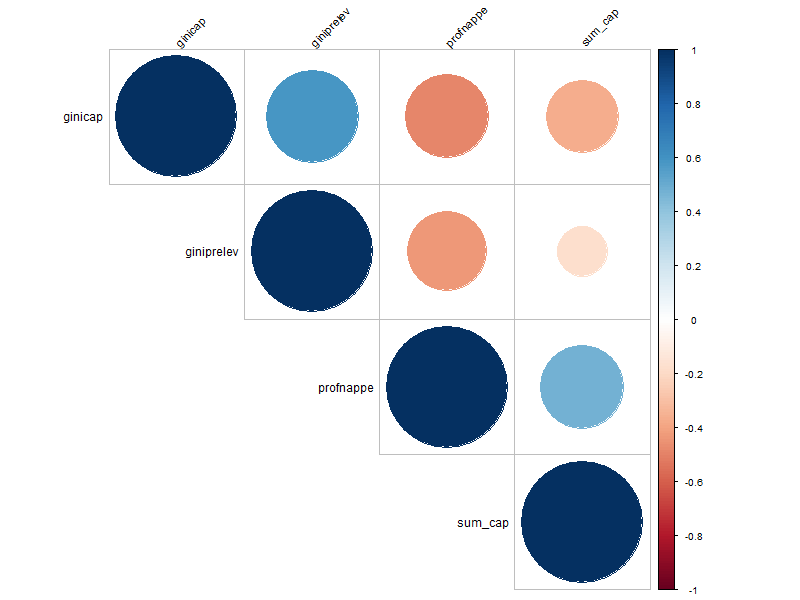 ginicap
giniprelev
profnappe
sum_cap
ginicap
giniprelev
profnappe
sum_cap
1
0.8
0.6
0.4
0.2
0
-0.2
-0.4
-0.6
-0.8
-1